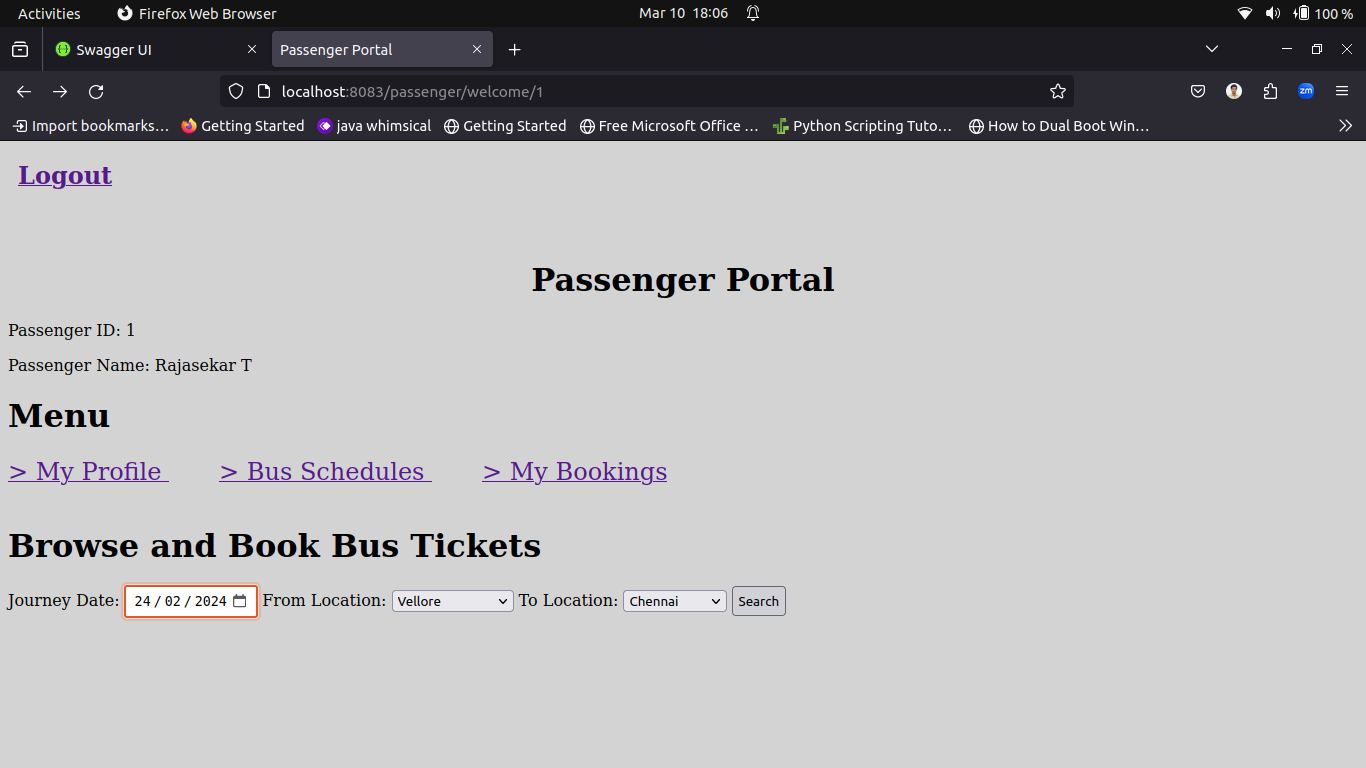 Activities Firefox Web Browser Mar 10 18:06 100 %
Swagger UI Passenger Portal
localhost:8083/passenger/welcome/1 zm
Import bookmarks... Getting Started java whimsical Getting Started Free Microsoft Office ... Python Scripting Tuto... How to Dual Boot Win...
Logout
Passenger Portal
Passenger ID: 1
Passenger Name: Rajasekar T
Menu
> My Profile > Bus Schedules > My Bookings
Browse and Book Bus Tickets
Journey Date: 24 / 02 / 2024 From Location: Vellore To Location: Chennai Search